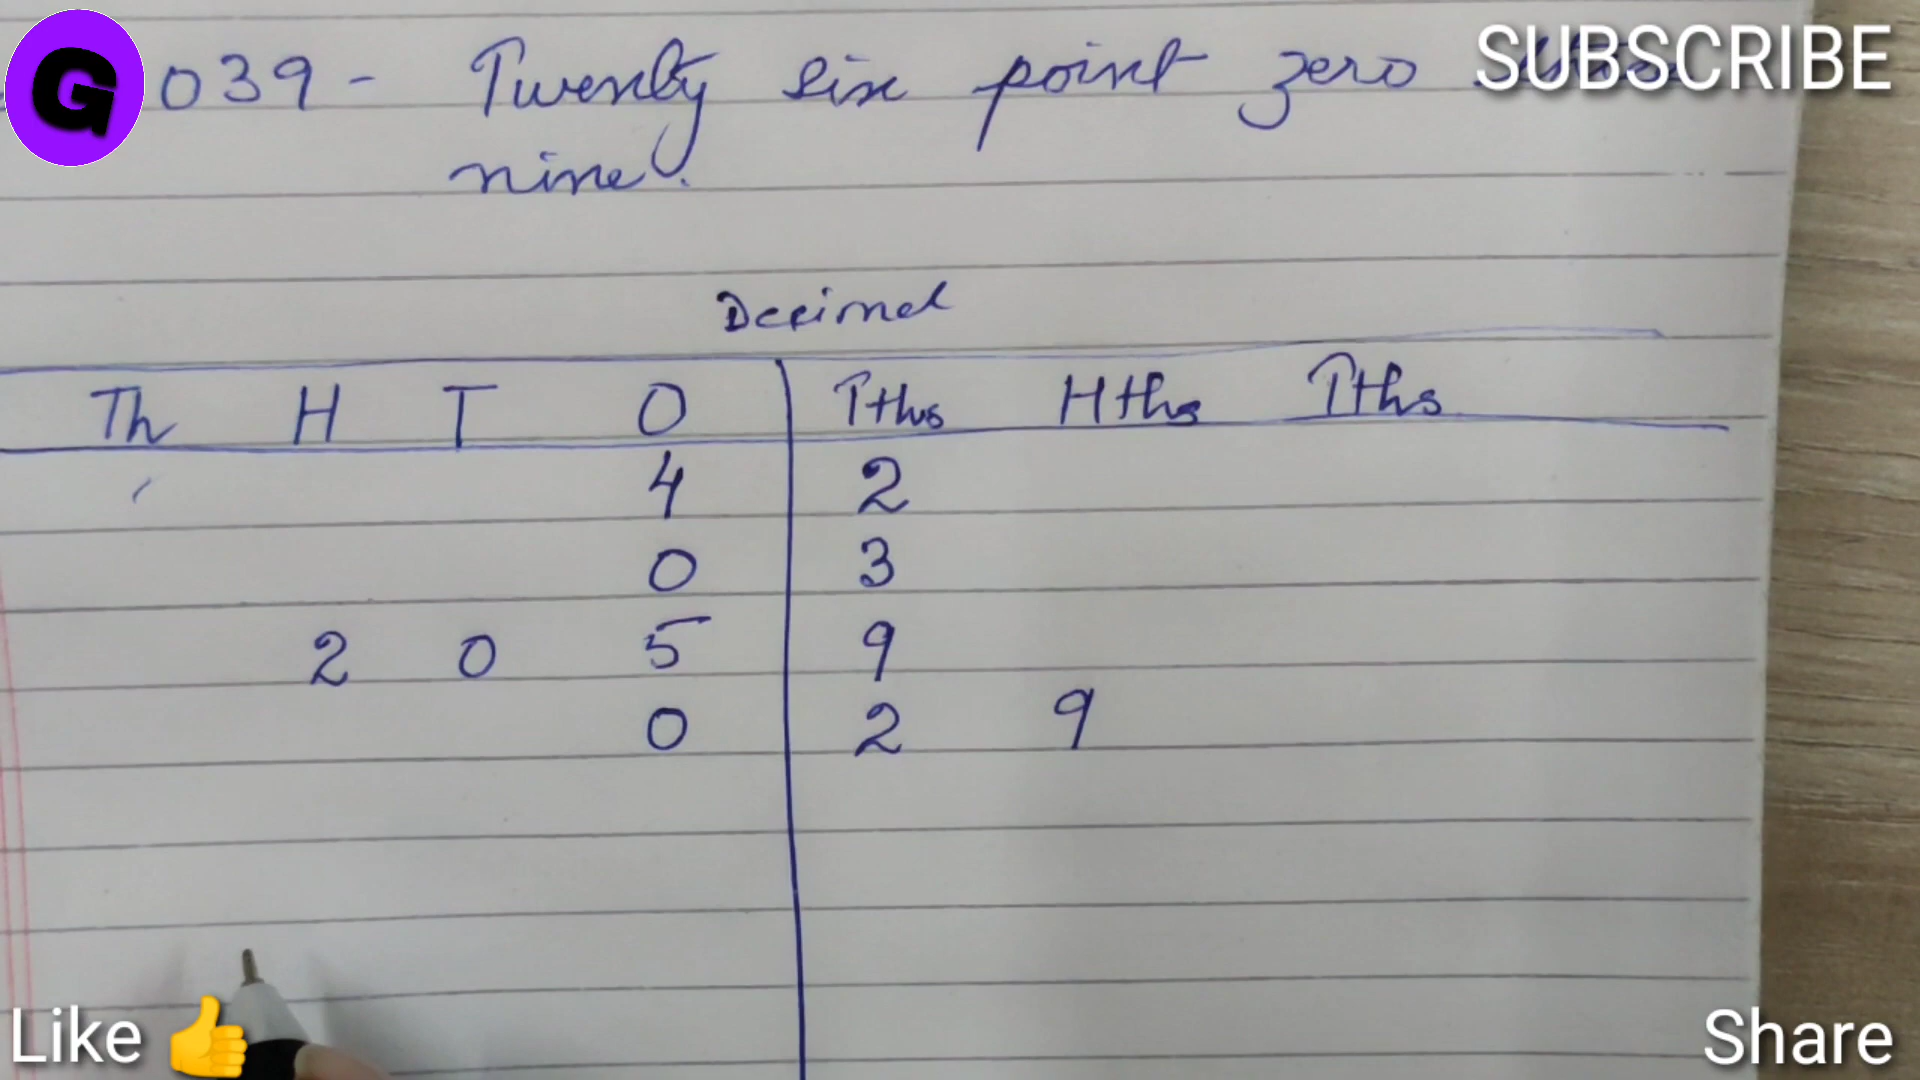 G
SUBSCRIBE
039 - Twenty six point zero
nine.
Decimal
Th H T O Tths Hths Tths
4 2
0 3
2 0 5 9
0 2 9
Like 👍
Share